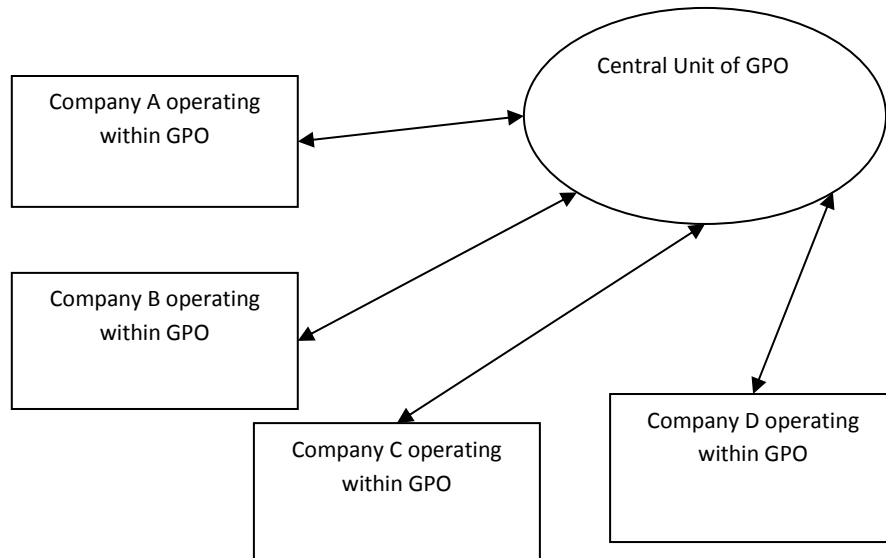 Central Unit of GPO
Company A operating
within GPO
Company B operating
within GPO
Company C operating
within GPO
Company D operating
within GPO